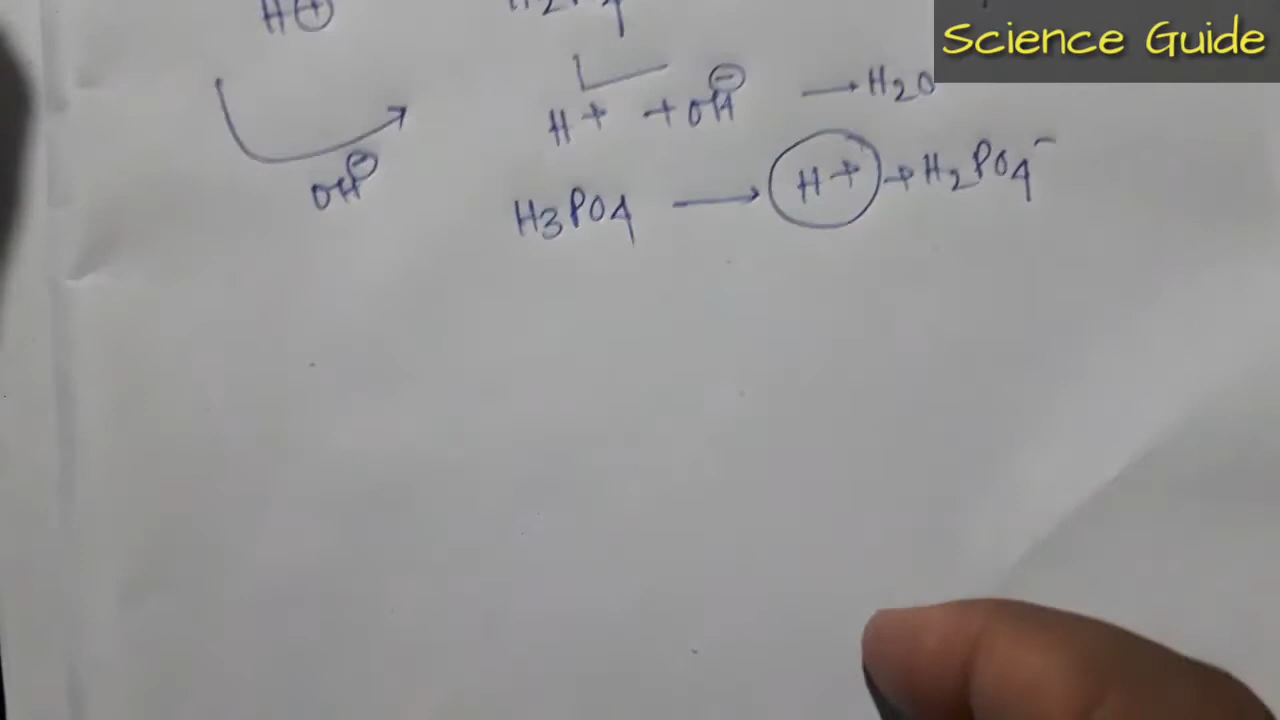 Science Guide
H⊕
H+ + OH⊖ → H2O
OH⊖
H3PO4 → H+ + H2PO4-